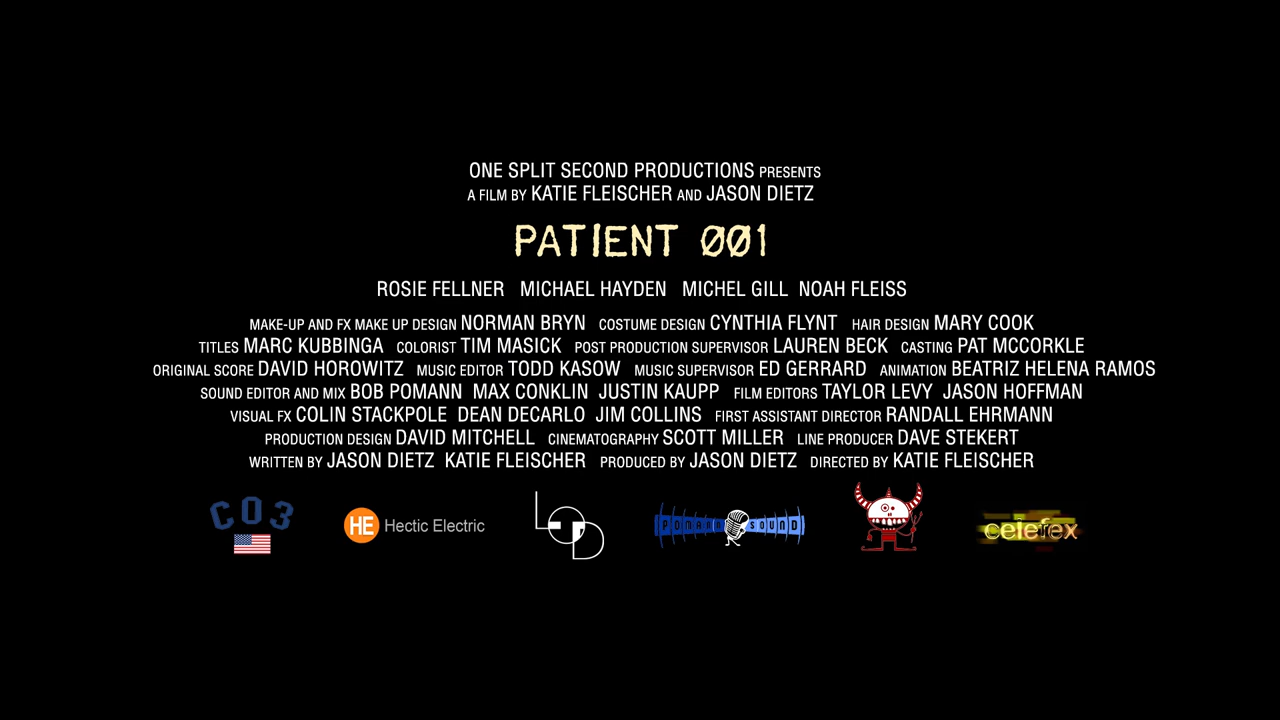 ONE SPLIT SECOND PRODUCTIONS PRESENTS
A FILM BY KATIE FLEISCHER AND JASON DIETZ
PATIENT 001
ROSIE FELLNER MICHAEL HAYDEN MICHEL GILL NOAH FLEISS
MAKE-UP AND FX MAKE UP DESIGN NORMAN BRYN COSTUME DESIGN CYNTHIA FLYNT HAIR DESIGN MARY COOK
TITLES MARC KUBBINGA COLORIST TIM MASICK POST PRODUCTION SUPERVISOR LAUREN BECK CASTING PAT MCCORKLE
ORIGINAL SCORE DAVID HOROWITZ MUSIC EDITOR TODD KASOW MUSIC SUPERVISOR ED GERRARD ANIMATION BEATRIZ HELENA RAMOS
SOUND EDITOR AND MIX BOB POMANN MAX CONKLIN JUSTIN KAUPP FILM EDITORS TAYLOR LEVY JASON HOFFMAN
VISUAL FX COLIN STACKPOLE DEAN DECARLO JIM COLLINS FIRST ASSISTANT DIRECTOR RANDALL EHRMANN
PRODUCTION DESIGN DAVID MITCHELL CINEMATOGRAPHY SCOTT MILLER LINE PRODUCER DAVE STEKERT
WRITTEN BY JASON DIETZ KATIE FLEISCHER PRODUCED BY JASON DIETZ DIRECTED BY KATIE FLEISCHER
CO3 HE Hectic Electric LOD POMANN SOUND celefex